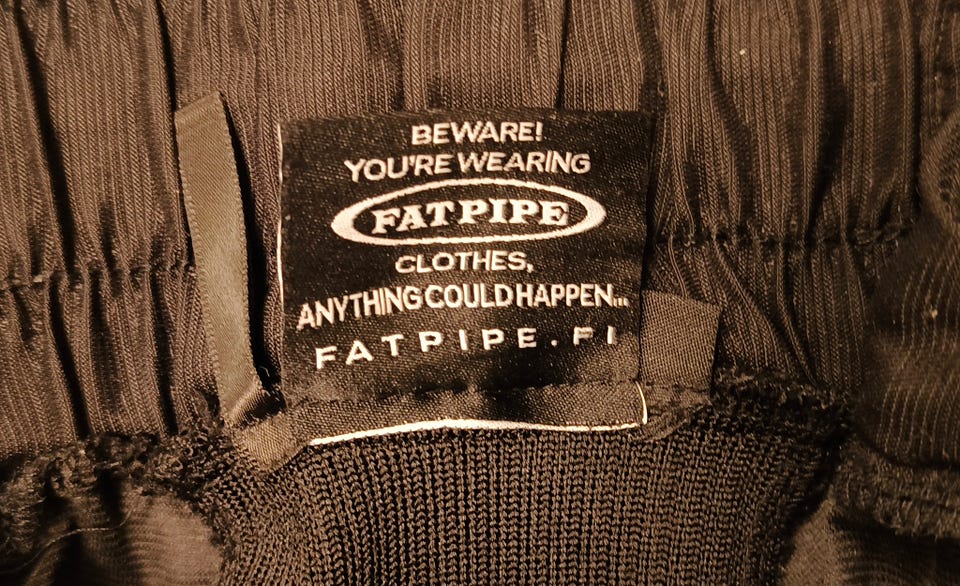 BEWARE!
YOU'RE WEARING
FATPIPE
CLOTHES,
ANYTHING COULD HAPPEN...
FATPIPE.FI